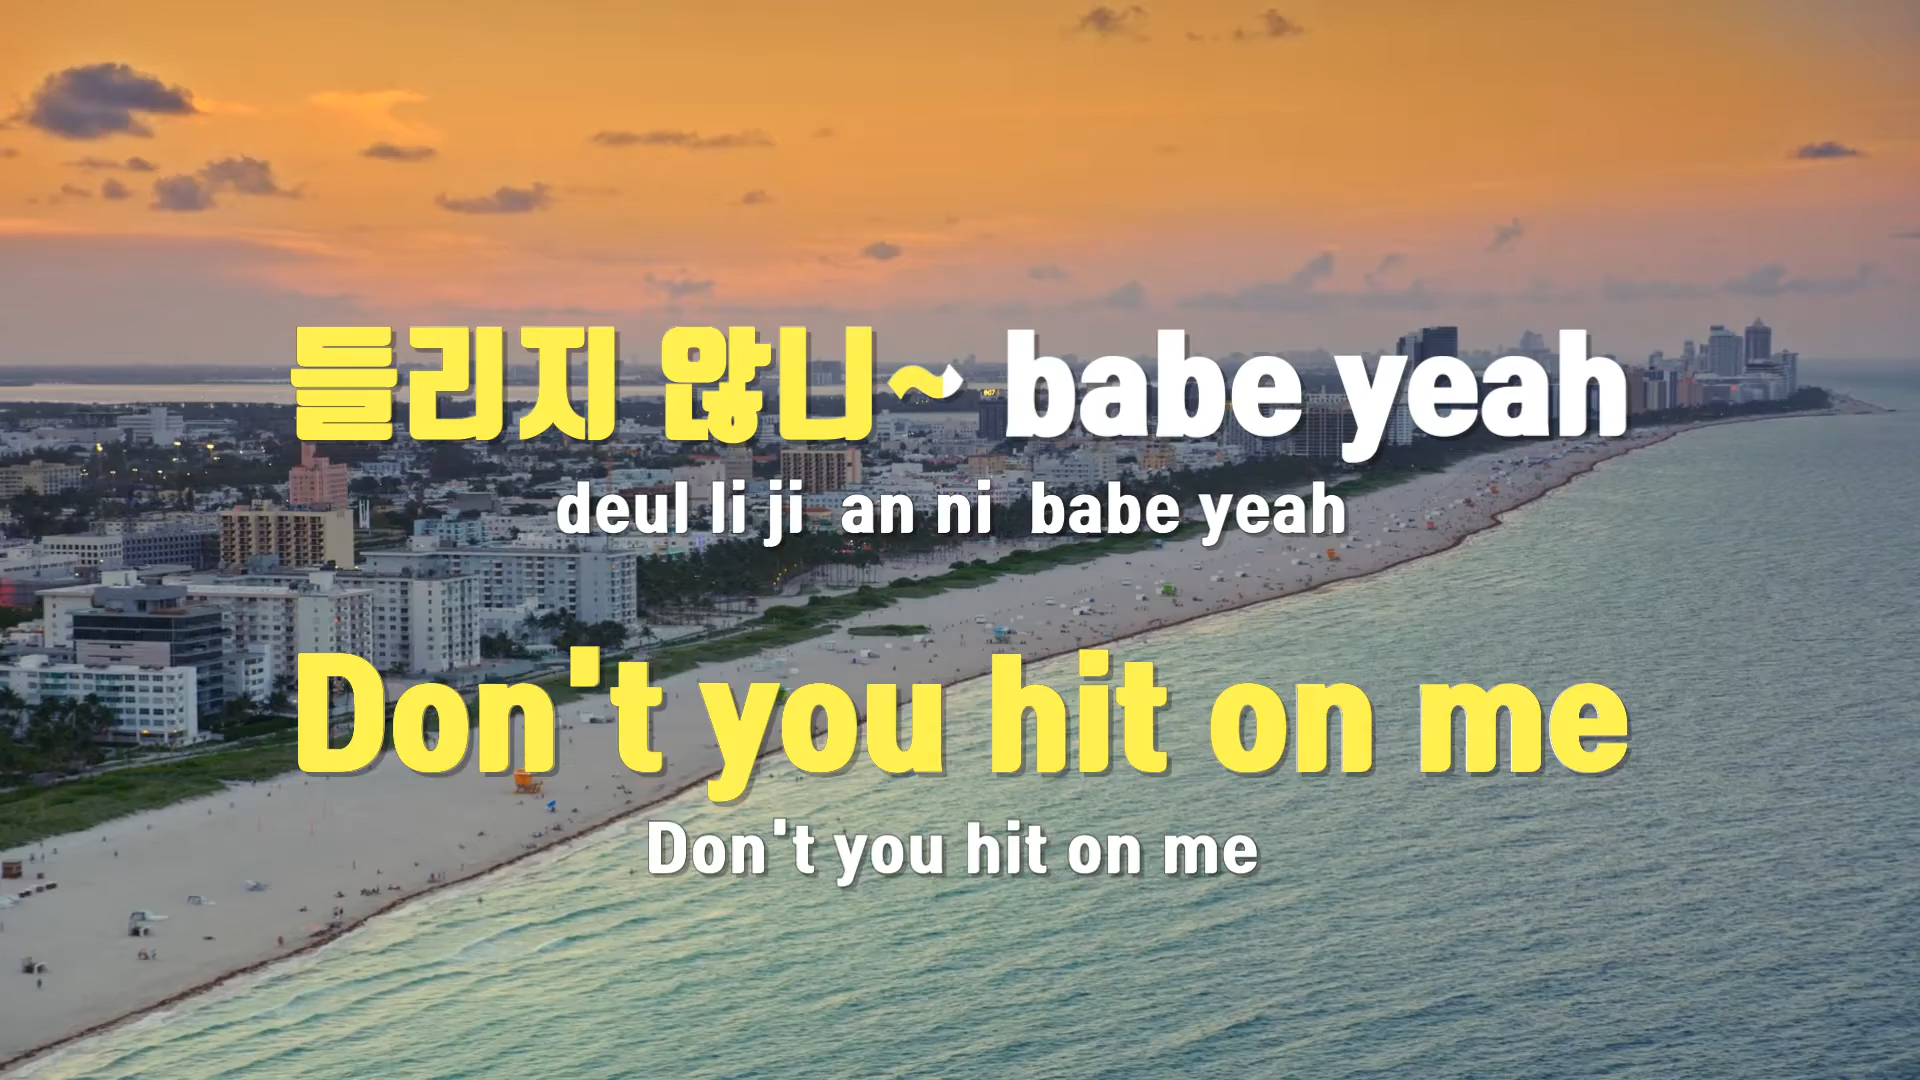 들리지 않니~ babe yeah
deul li ji an ni babe yeah
Don't you hit on me
Don't you hit on me